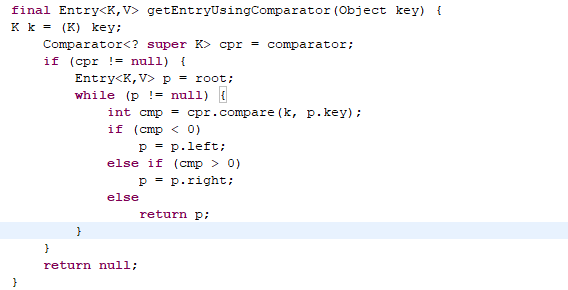 final Entry<K,V> getEntryUsingComparator(Object key) {
K k = (K) key;
    Comparator<? super K> cpr = comparator;
    if (cpr != null) {
        Entry<K,V> p = root;
        while (p != null) {
            int cmp = cpr.compare(k, p.key);
            if (cmp < 0)
                p = p.left;
            else if (cmp > 0)
                p = p.right;
            else
                return p;
        }
    }
    return null;
}